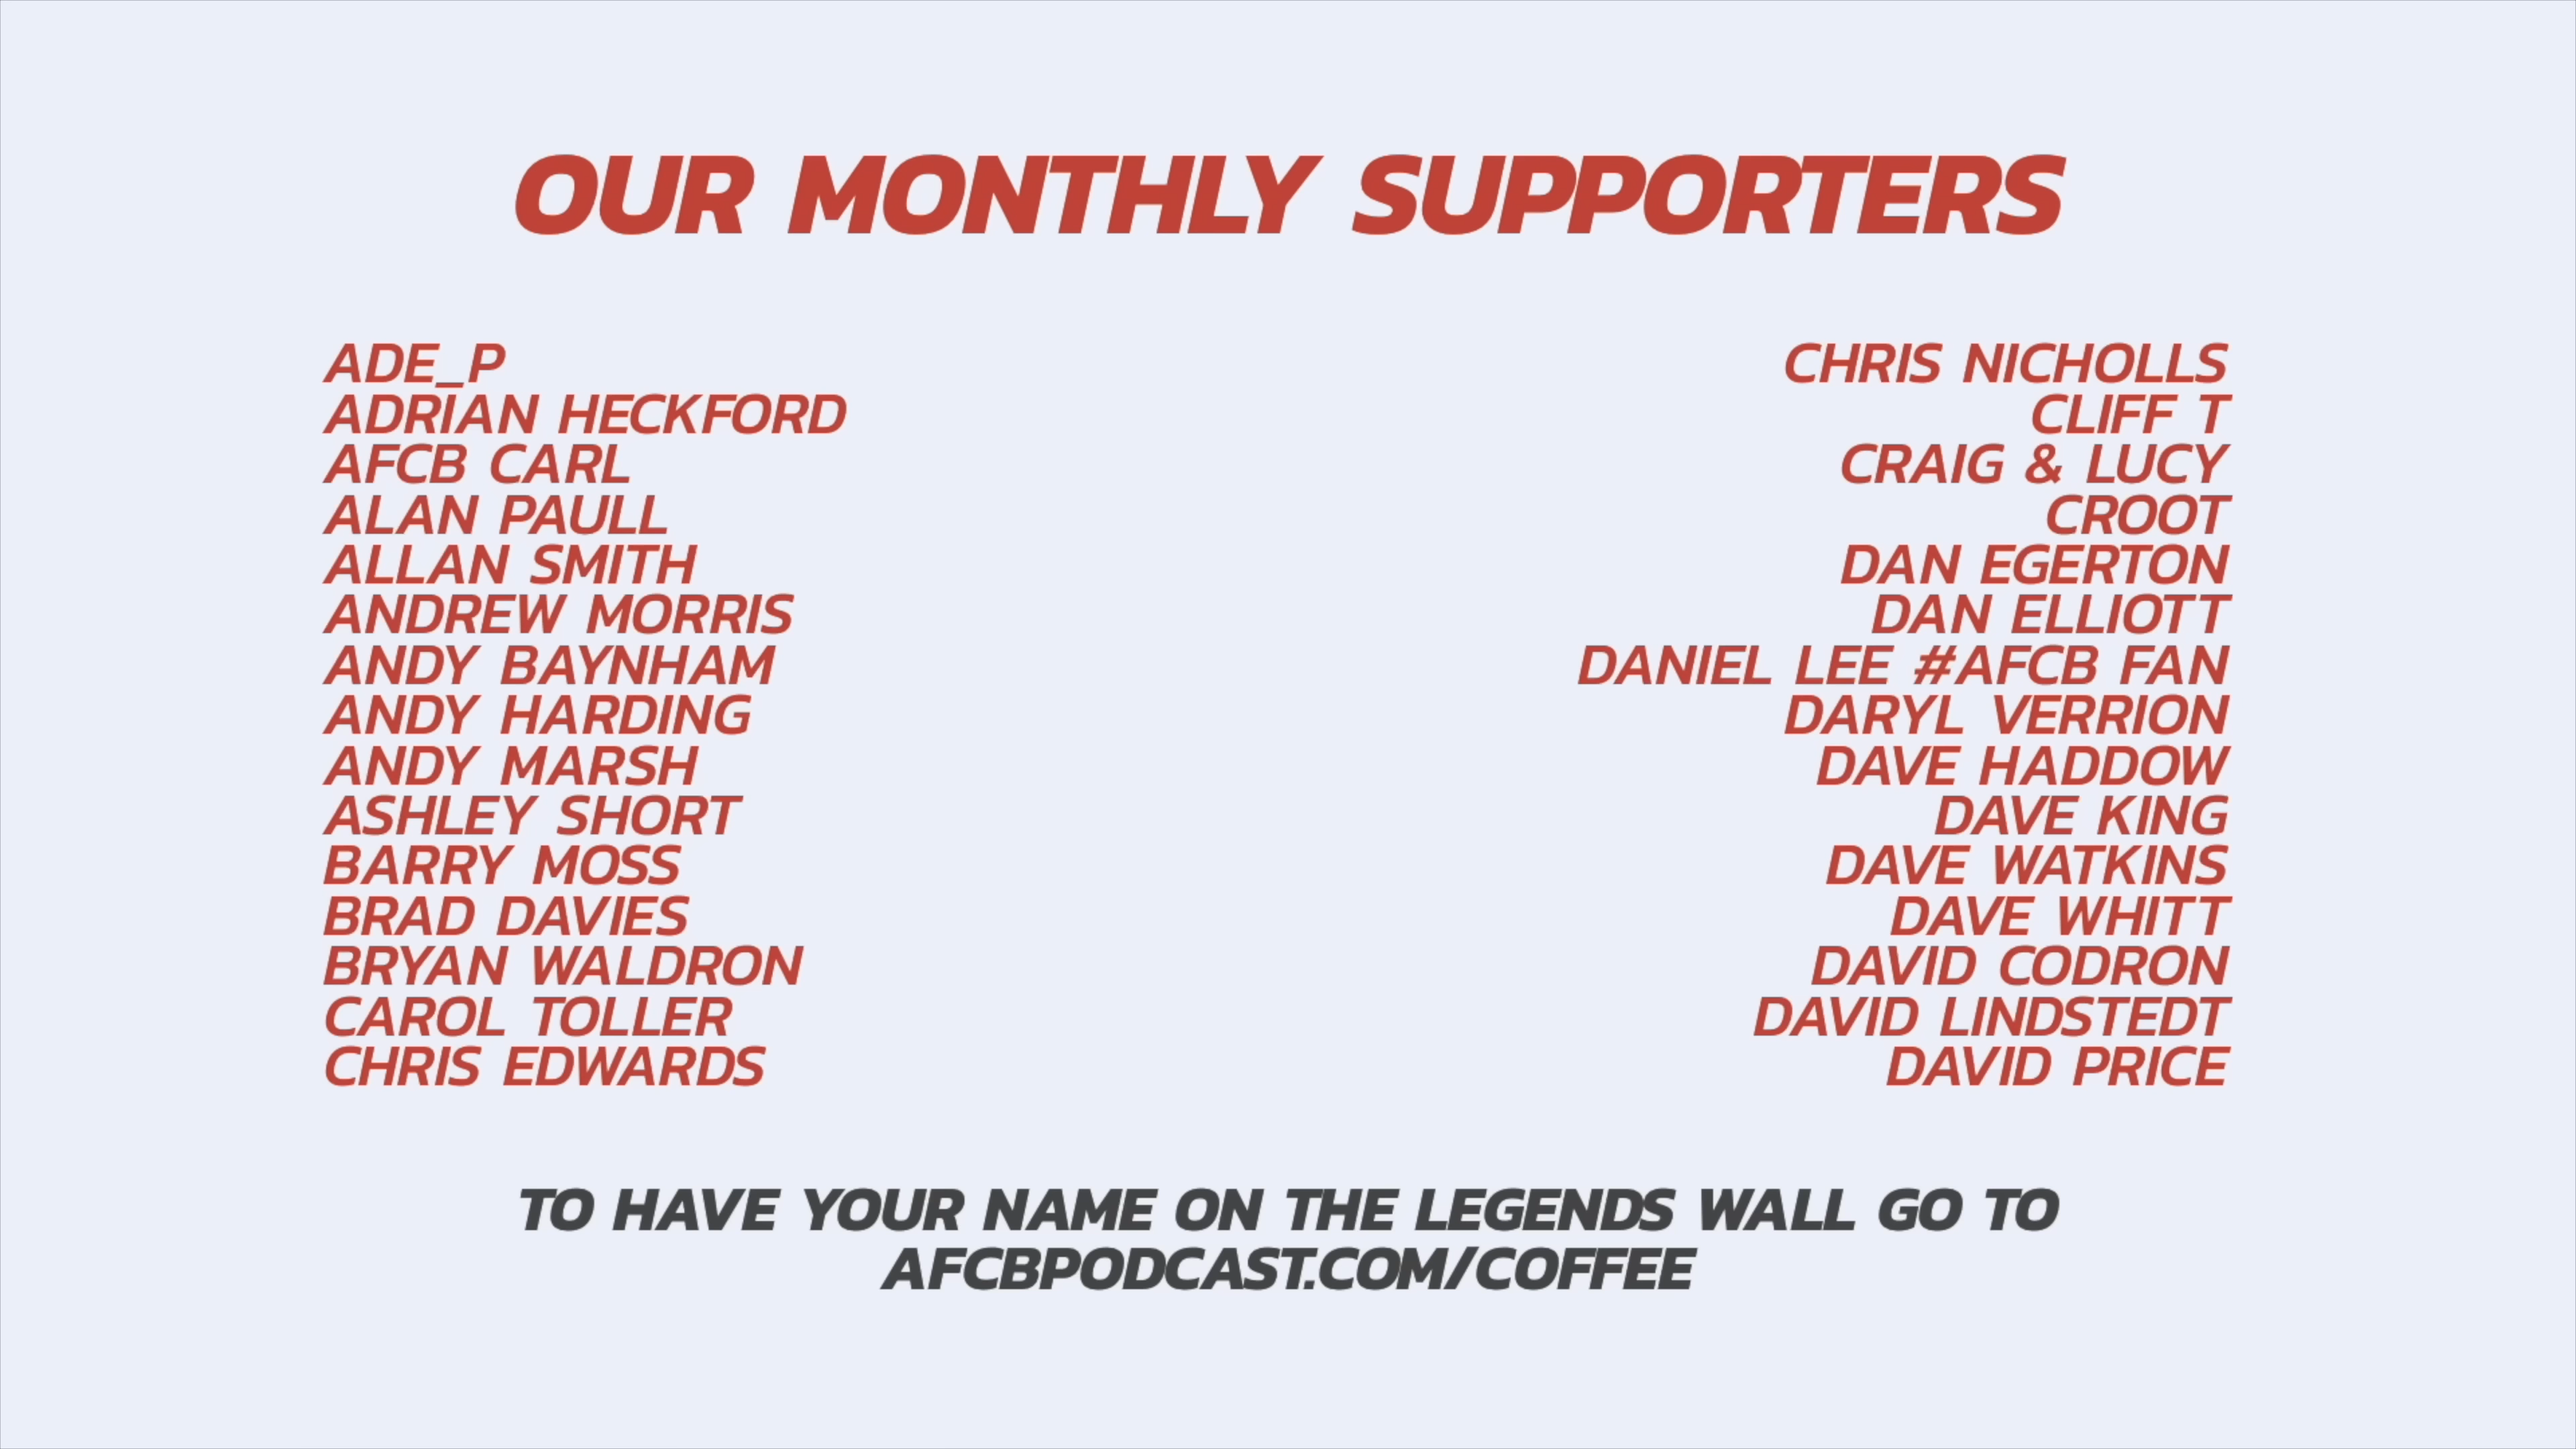 OUR MONTHLY SUPPORTERS
ADE_P
ADRIAN HECKFORD
AFCB CARL
ALAN PAULL
ALLAN SMITH
ANDREW MORRIS
ANDY BAYNHAM
ANDY HARDING
ANDY MARSH
ASHLEY SHORT
BARRY MOSS
BRAD DAVIES
BRYAN WALDRON
CAROL TOLLER
CHRIS EDWARDS
CHRIS NICHOLLS
CLIFF T
CRAIG & LUCY
CROOT
DAN EGERTON
DAN ELLIOTT
DANIEL LEE #AFCB FAN
DARYL VERRION
DAVE HADDOW
DAVE KING
DAVE WATKINS
DAVE WHITT
DAVID CODRON
DAVID LINDSTEDT
DAVID PRICE
TO HAVE YOUR NAME ON THE LEGENDS WALL GO TO
AFCBPODCAST.COM/COFFEE